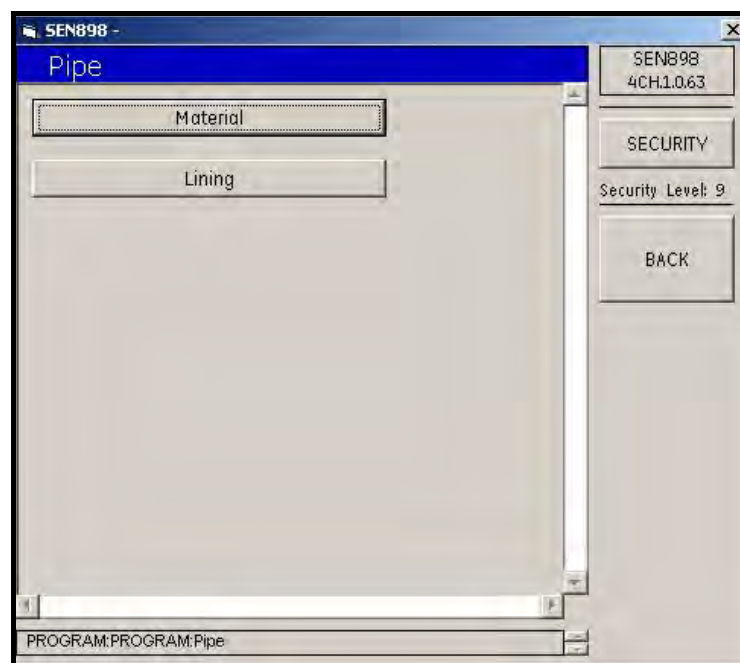 SEN898 -
Pipe
Material
Lining
SEN898
4CH.1.0.63
SECURITY
Security Level: 9
BACK
PROGRAM:PROGRAM:Pipe